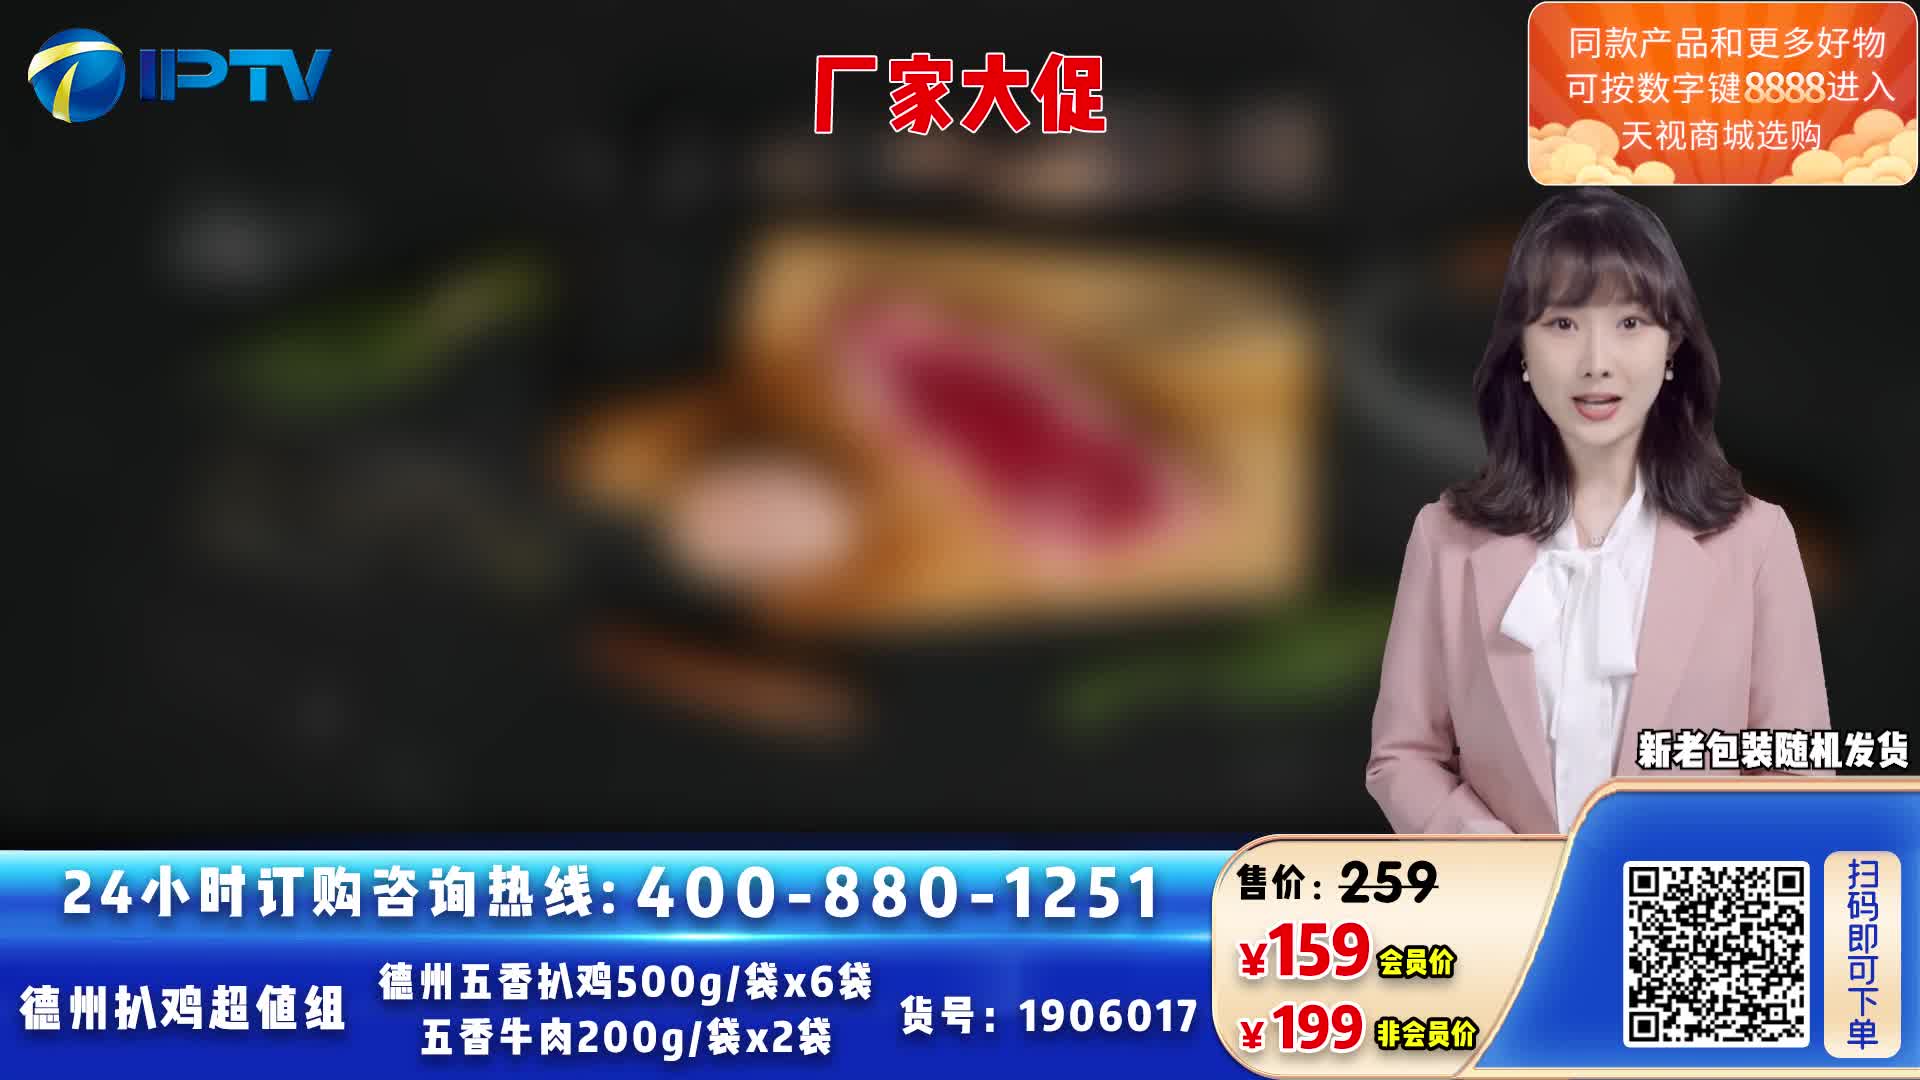 IPTV
厂家大促
同款产品和更多好物
可按数字键8888进入
天视商城选购
新老包装随机发货
24小时订购咨询热线:400-880-1251
德州扒鸡超值组
德州五香扒鸡500g/袋x6袋
五香牛肉200g/袋x2袋
货号：1906017
售价：259
¥159会员价
¥199非会员价
扫码即可下单